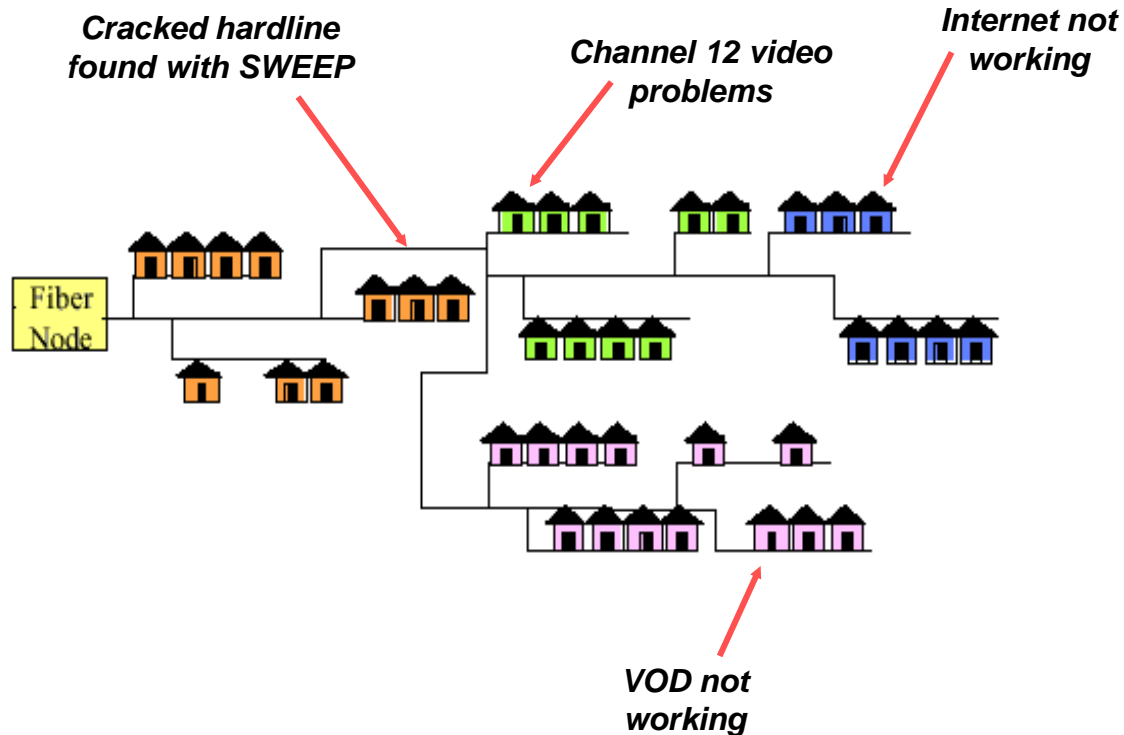 Cracked hardline
found with SWEEP
Channel 12 video
problems
Internet not
working
Fiber
Node
VOD not
working